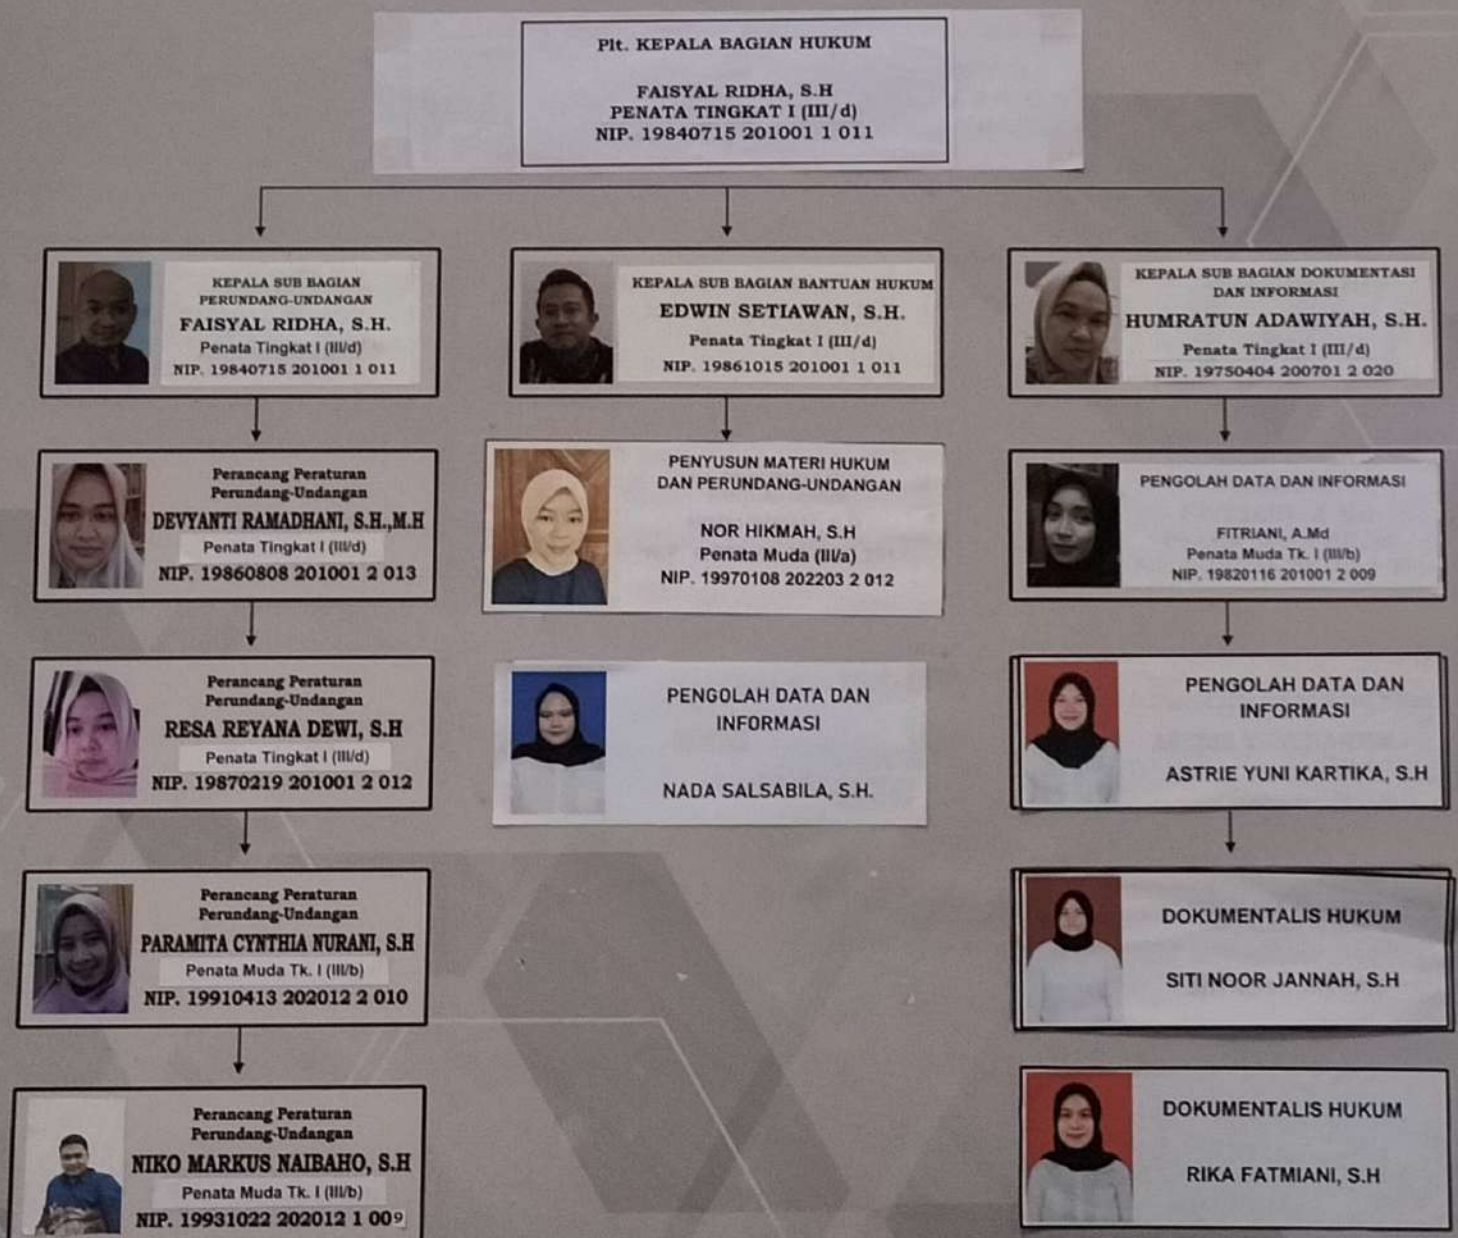 Plt. KEPALA BAGIAN HUKUM
FAISYAL RIDHA, S.H
PENATA TINGKAT I (III/d)
NIP. 19840715 201001 1 011
KEPALA SUB BAGIAN
PERUNDANG-UNDANGAN
FAISYAL RIDHA, S.H.
Penata Tingkat I (III/d)
NIP. 19840715 201001 1 011
KEPALA SUB BAGIAN BANTUAN HUKUM
EDWIN SETIAWAN, S.H.
Penata Tingkat I (III/d)
NIP. 19861015 201001 1 011
KEPALA SUB BAGIAN DOKUMENTASI
DAN INFORMASI
HUMRATUN ADAWIYAH, S.H.
Penata Tingkat I (III/d)
NIP. 19750404 200701 2 020
Perancang Peraturan
Perundang-Undangan
DEVYANTI RAMADHANI, S.H.,M.H
Penata Tingkat I (III/d)
NIP. 19860808 201001 2 013
PENYUSUN MATERI HUKUM
DAN PERUNDANG-UNDANGAN
NOR HIKMAH, S.H
Penata Muda (III/a)
NIP. 19970108 202203 2 012
PENGOLAH DATA DAN INFORMASI
FITRIANI, A.Md
Penata Muda Tk. I (III/b)
NIP. 19820116 201001 2 009
Perancang Peraturan
Perundang-Undangan
RESA REYANA DEWI, S.H
Penata Tingkat I (III/d)
NIP. 19870219 201001 2 012
PENGOLAH DATA DAN
INFORMASI
NADA SALSABILA, S.H.
PENGOLAH DATA DAN
INFORMASI
ASTRIE YUNI KARTIKA, S.H
Perancang Peraturan
Perundang-Undangan
PARAMITA CYNTHIA NURANI, S.H
Penata Muda Tk. I (III/b)
NIP. 19910413 202012 2 010
DOKUMENTALIS HUKUM
SITI NOOR JANNAH, S.H
Perancang Peraturan
Perundang-Undangan
NIKO MARKUS NAIBAHO, S.H
Penata Muda Tk. I (III/b)
NIP. 19931022 202012 1 009
DOKUMENTALIS HUKUM
RIKA FATMIANI, S.H